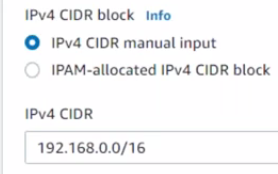 IPv4 CIDR block Info
IPv4 CIDR manual input
IPAM-allocated IPv4 CIDR block
IPv4 CIDR
192.168.0.0/16